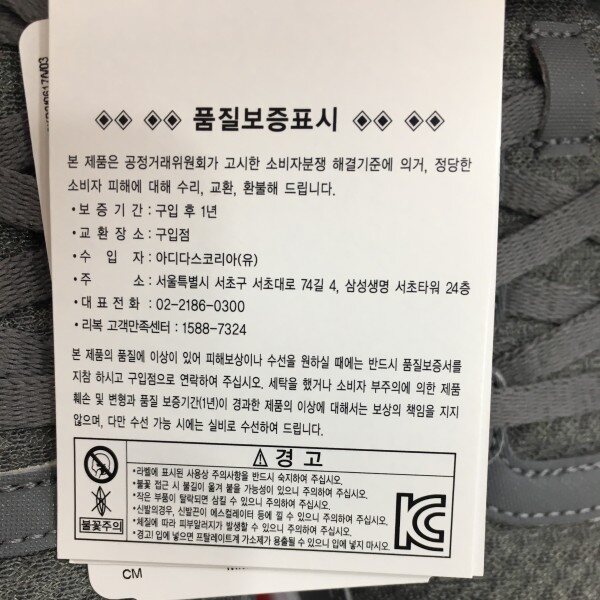 ◈◈ ◈◈ 품질보증표시 ◈◈ ◈◈
본 제품은 공정거래위원회가 고시한 소비자분쟁 해결기준에 의거, 정당한
소비자 피해에 대해 수리, 교환, 환불해 드립니다.
• 보 증 기 간 : 구입 후 1년
• 교 환 장 소 : 구입점
• 수 입 자 : 아디다스코리아(유)
• 주 소 : 서울특별시 서초구 서초대로 74길 4, 삼성생명 서초타워 24층
• 대 표 전 화 : 02-2186-0300
• 리복 고객만족센터 : 1588-7324
본 제품의 품질에 이상이 있어 피해보상이나 수선을 원하실 때에는 반드시 품질보증서를
지참 하시고 구입점으로 연락하여 주십시오. 세탁을 했거나 소비자 부주의에 의한 제품
훼손 및 변형과 품질 보증기간(1년)이 경과한 제품의 이상에 대해서는 보상의 책임을 지지
않으며, 다만 수선 가능 시에는 실비로 수선하여 드립니다.
⚠ 경 고
• 라벨에 표시된 사용상 주의사항을 반드시 숙지하여 주십시오.
• 불꽃 접근 시 불길이 옮겨 붙을 가능성이 있으니 주의하여 주십시오.
• 작은 부품이 탈락되면 삼킬 수 있으니 주의하여 주십시오.
• 신발의경우, 신발끈이 에스컬레이터 등에 낄 수 있으니 주의하여 주십시오.
• 체질에 따라 피부알러지가 발생할 수 있으니 주의하여 주십시오.
• 경고! 입에 넣으면 프탈레이트계 가소제가 용출될 수 있으니 입에 넣지 마시오.
불꽃주의
KC
CM